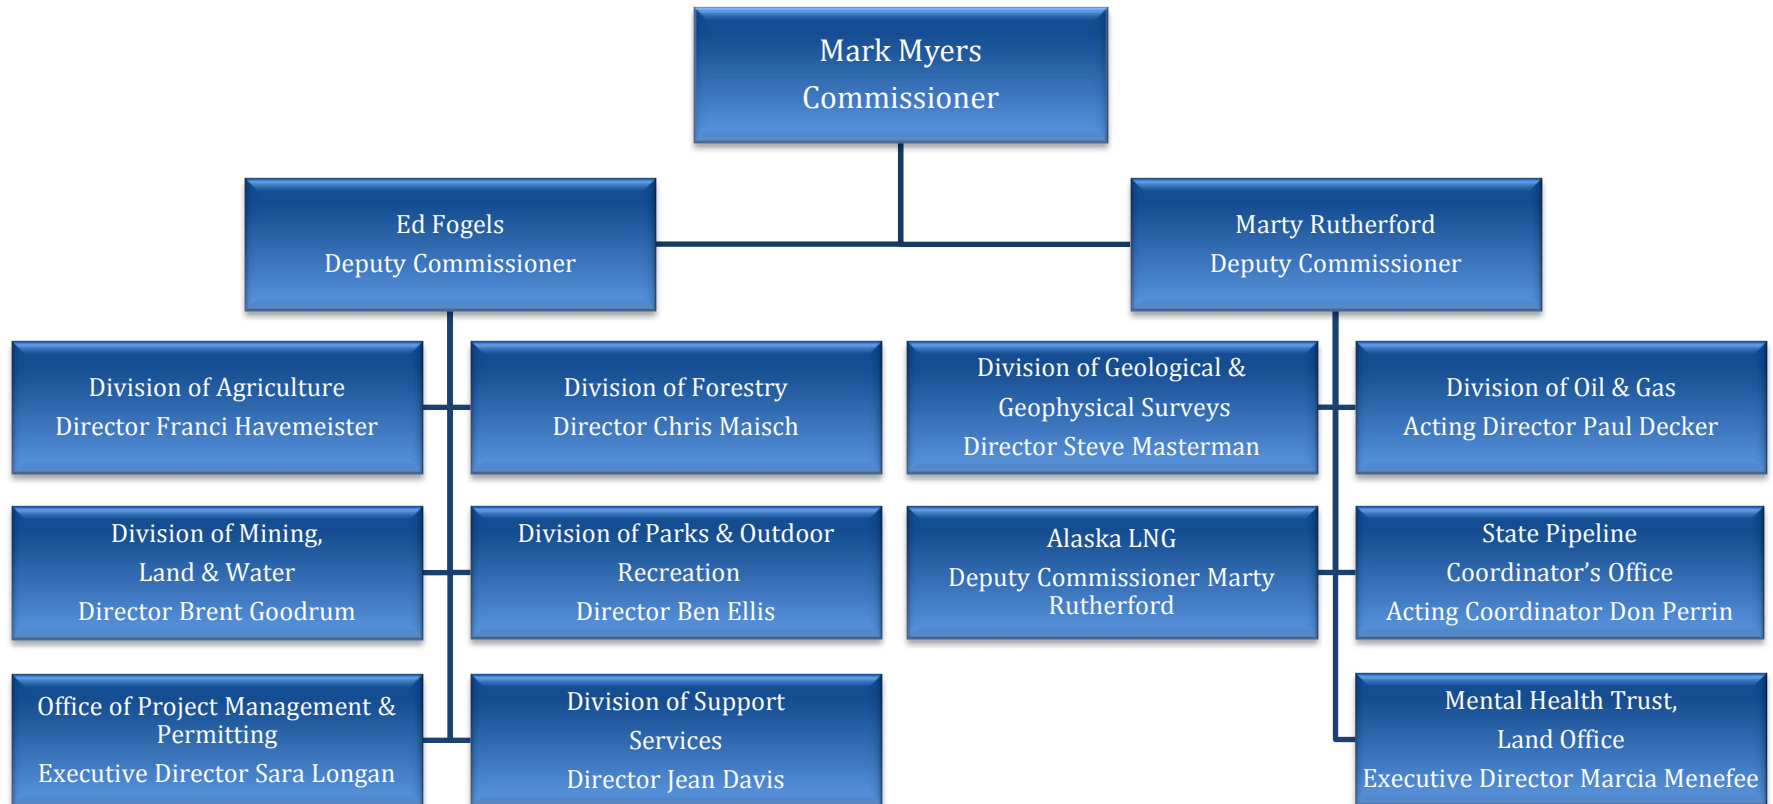 Mark Myers
Commissioner
Ed Fogels
Deputy Commissioner
Marty Rutherford
Deputy Commissioner
Division of Agriculture
Director Franci Havemeister
Division of Forestry
Director Chris Maisch
Division of Geological &
Geophysical Surveys
Director Steve Masterman
Division of Oil & Gas
Acting Director Paul Decker
Division of Mining,
Land & Water
Director Brent Goodrum
Division of Parks & Outdoor
Recreation
Director Ben Ellis
Alaska LNG
Deputy Commissioner Marty
Rutherford
State Pipeline
Coordinator’s Office
Acting Coordinator Don Perrin
Office of Project Management &
Permitting
Executive Director Sara Longan
Division of Support
Services
Director Jean Davis
Mental Health Trust,
Land Office
Executive Director Marcia Menefee